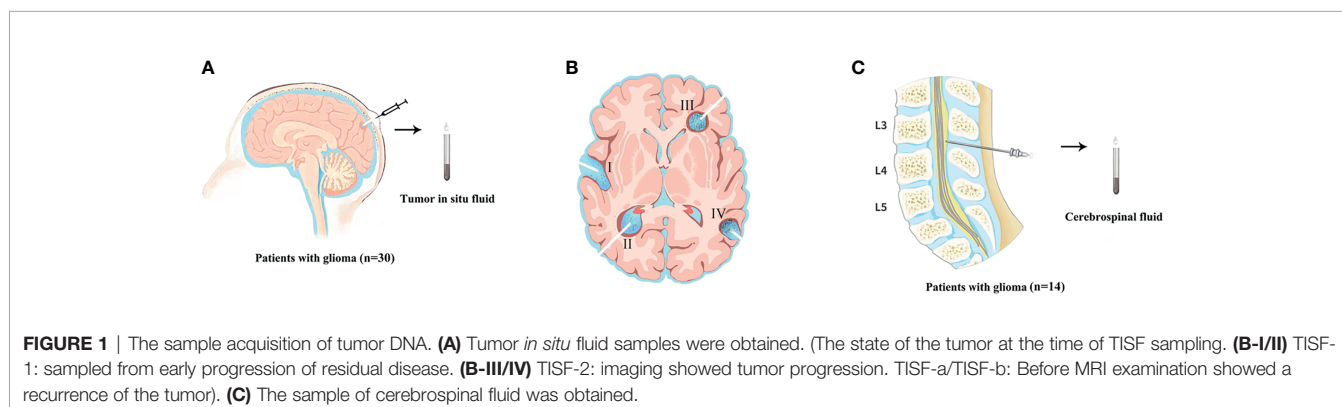 A
Tumor in situ fluid
Patients with glioma (n=30)
B
III
I
IV
II
C
L3
L4
L5
Cerebrospinal fluid
Patients with glioma (n=14)
FIGURE 1 | The sample acquisition of tumor DNA. (A) Tumor in situ fluid samples were obtained. (The state of the tumor at the time of TISF sampling. (B-I/II) TISF-
1: sampled from early progression of residual disease. (B-III/IV) TISF-2: imaging showed tumor progression. TISF-a/TISF-b: Before MRI examination showed a
recurrence of the tumor). (C) The sample of cerebrospinal fluid was obtained.